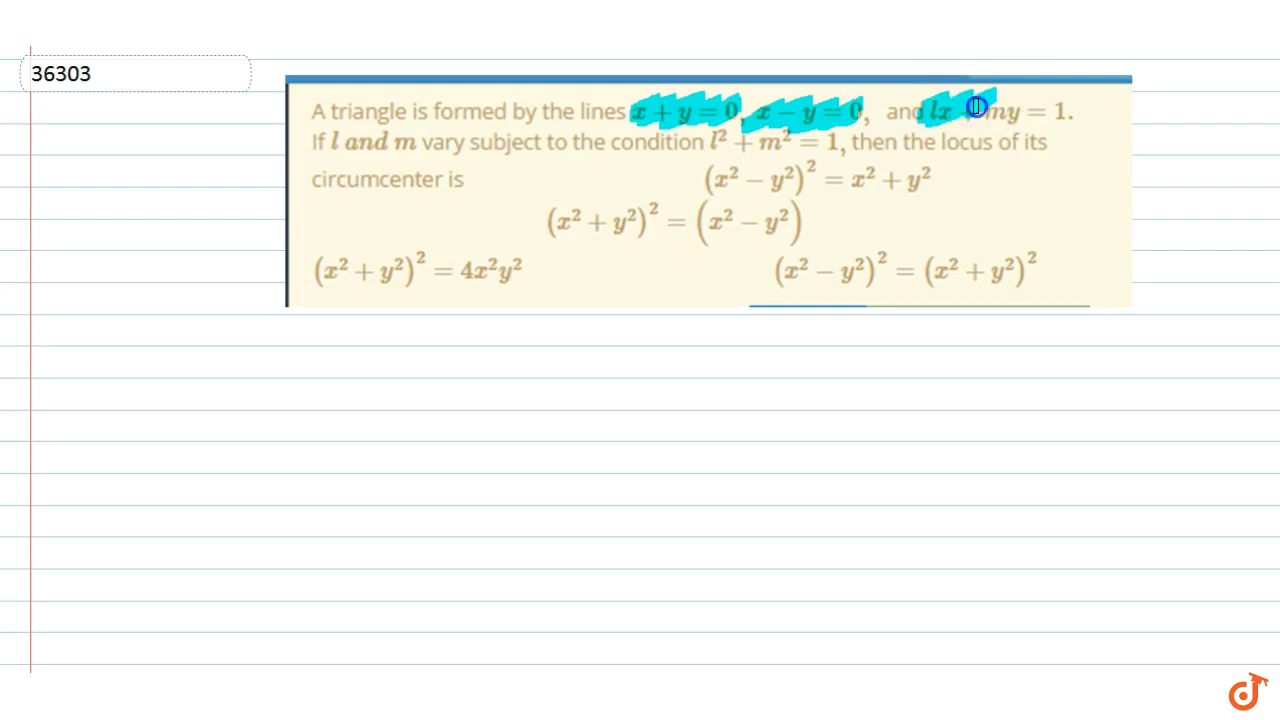 36303
A triangle is formed by the lines x + y = 0, x − y = 0, and lx + my = 1.
If l and m vary subject to the condition l² + m² = 1, then the locus of its
circumcenter is (x² − y²)² = x² + y²
(x² + y²)² = (x² − y²)
(x² + y²)² = 4x²y² (x² − y²)² = (x² + y²)²